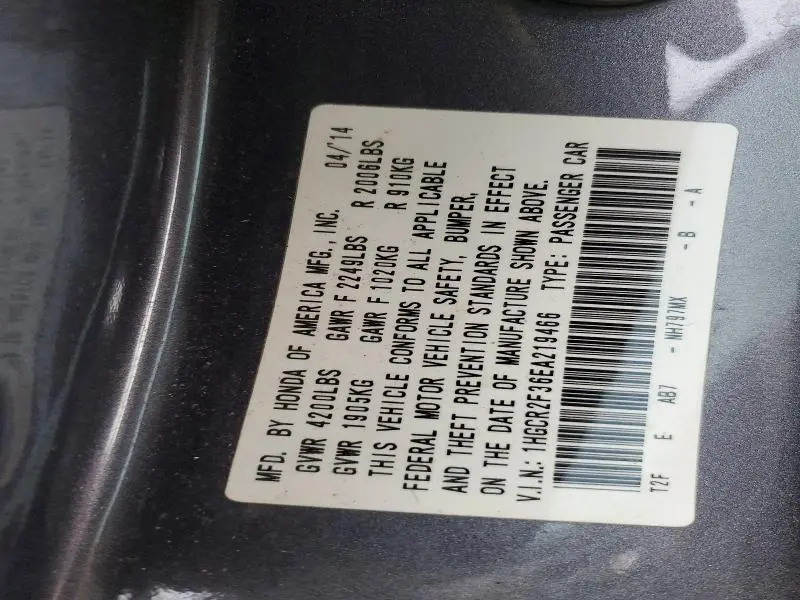 MFD. BY HONDA OF AMERICA MFG., INC. 04/'14
GVWR 4200LBS GAWR F 2249LBS R 2006LBS
GVWR 1905KG GAWR F 1020KG R 910KG
THIS VEHICLE CONFORMS TO ALL APPLICABLE
FEDERAL MOTOR VEHICLE SAFETY, BUMPER,
AND THEFT PREVENTION STANDARDS IN EFFECT
ON THE DATE OF MANUFACTURE SHOWN ABOVE.
V.I.N.: 1HGCR2F36EA219466 TYPE: PASSENGER CAR
T2F E AB7 - NH797MX - B - A